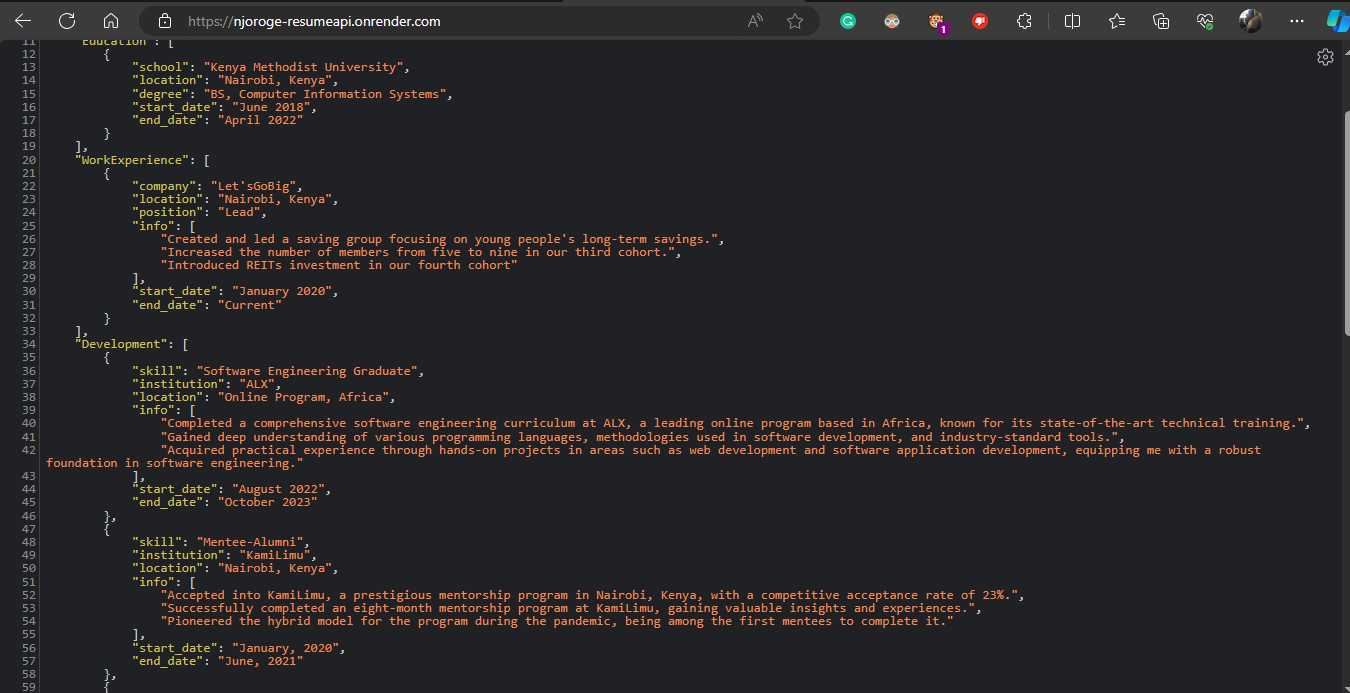 https://njoroge-resumeapi.onrender.com
A
1
11 "Education": [
12 {
13 "school": "Kenya Methodist University",
14 "location": "Nairobi, Kenya",
15 "degree": "BS, Computer Information Systems",
16 "start_date": "June 2018",
17 "end_date": "April 2022"
18 }
19 ],
20 "WorkExperience": [
21 {
22 "company": "Let'sGoBig",
23 "location": "Nairobi, Kenya",
24 "position": "Lead",
25 "info": [
26 "Created and led a saving group focusing on young people's long-term savings.",
27 "Increased the number of members from five to nine in our third cohort.",
28 "Introduced REITs investment in our fourth cohort"
29 ],
30 "start_date": "January 2020",
31 "end_date": "Current"
32 }
33 ],
34 "Development": [
35 {
36 "skill": "Software Engineering Graduate",
37 "institution": "ALX",
38 "location": "Online Program, Africa",
39 "info": [
40 "Completed a comprehensive software engineering curriculum at ALX, a leading online program based in Africa, known for its state-of-the-art technical training.",
41 "Gained deep understanding of various programming languages, methodologies used in software development, and industry-standard tools.",
42 "Acquired practical experience through hands-on projects in areas such as web development and software application development, equipping me with a robust
foundation in software engineering."
43 ],
44 "start_date": "August 2022",
45 "end_date": "October 2023"
46 },
47 {
48 "skill": "Mentee-Alumni",
49 "institution": "KamiLimu",
50 "location": "Nairobi, Kenya",
51 "info": [
52 "Accepted into KamiLimu, a prestigious mentorship program in Nairobi, Kenya, with a competitive acceptance rate of 23%.",
53 "Successfully completed an eight-month mentorship program at KamiLimu, gaining valuable insights and experiences.",
54 "Pioneered the hybrid model for the program during the pandemic, being among the first mentees to complete it."
55 ],
56 "start_date": "January, 2020",
57 "end_date": "June, 2021"
58 },
59 {